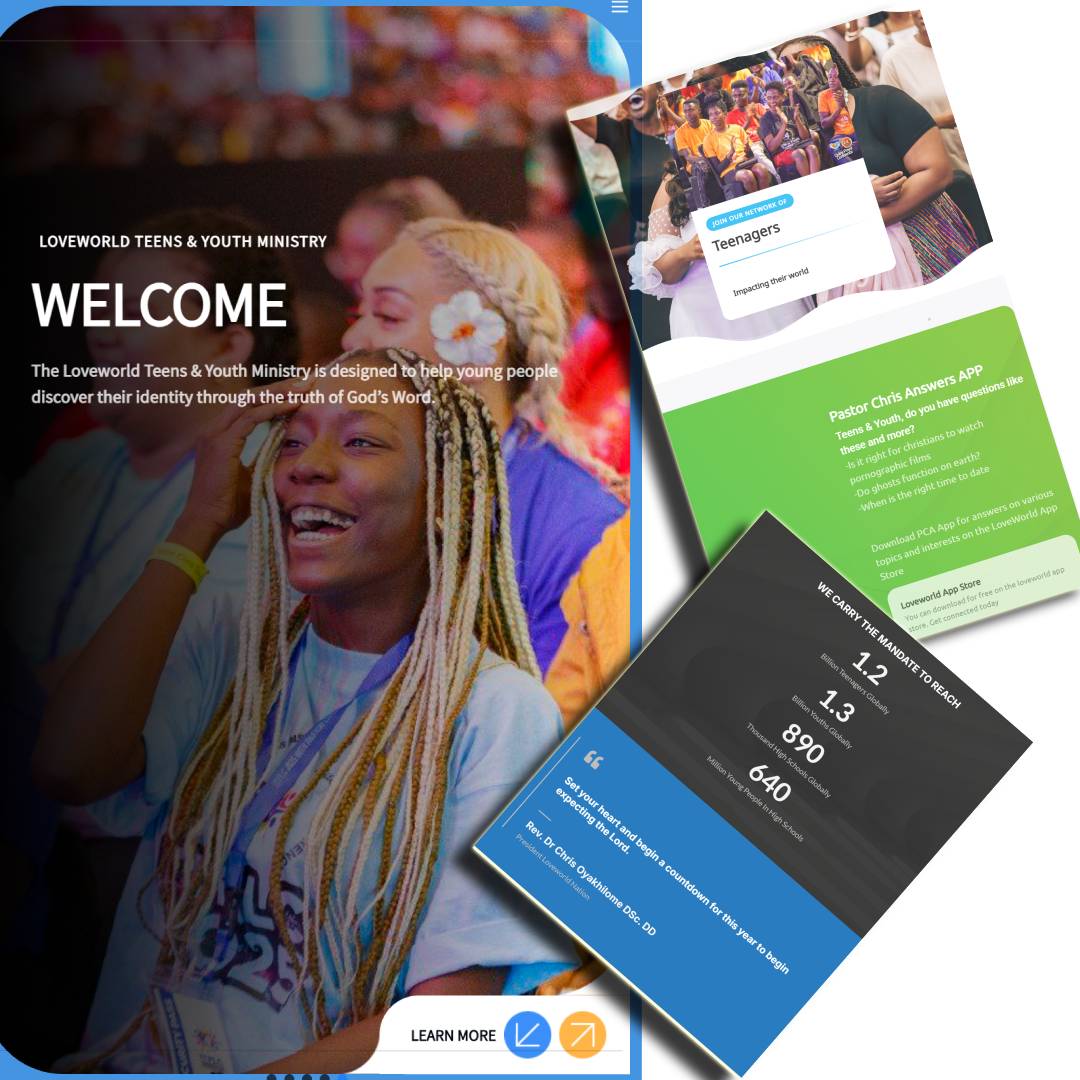 LOVEWORLD TEENS & YOUTH MINISTRY
WELCOME
The Loveworld Teens & Youth Ministry is designed to help young people
discover their identity through the truth of God’s Word.
LEARN MORE
JOIN OUR NETWORK OF
Teenagers
Impacting their world
Pastor Chris Answers APP
Teens & Youth, do you have questions like
these and more?
-Is it right for christians to watch
pornographic films
-Do ghosts function on earth?
-When is the right time to date
Download PCA App for answers on various
topics and interests on the LoveWorld App
Store
Loveworld App Store
You can download for free on the loveworld app
store. Get connected today
WE CARRY THE MANDATE TO REACH
1.2
Billion Teenagers Globally
1.3
Billion Youths Globally
890
Thousand High Schools Globally
640
Million Young People In High Schools
“
Set your heart and begin a countdown for this year to begin
expecting the Lord.
Rev. Dr Chris Oyakhilome DSc. DD
President Loveworld Nation